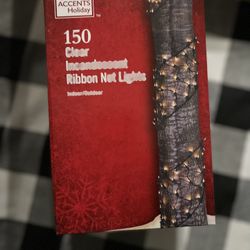 ACCENTS
Holiday
150
Clear
Incandescent
Ribbon Net Lights
Indoor/Outdoor